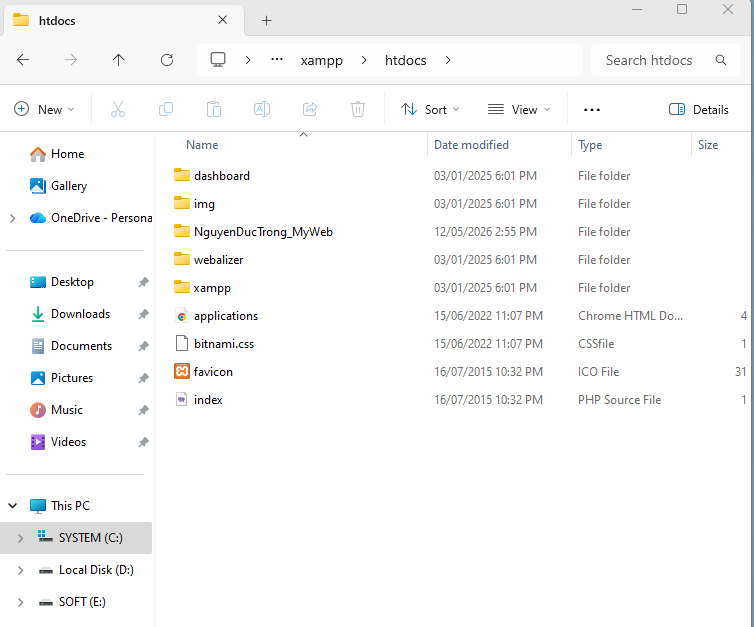 htdocs
xampp htdocs Search htdocs
New Sort View Details
Name Date modified Type Size
Home
Gallery
OneDrive - Persona
Desktop
Downloads
Documents
Pictures
Music
Videos
This PC
SYSTEM (C:)
Local Disk (D:)
SOFT (E:)
dashboard 03/01/2025 6:01 PM File folder
img 03/01/2025 6:01 PM File folder
NguyenDucTrong_MyWeb 12/05/2026 2:55 PM File folder
webalizer 03/01/2025 6:01 PM File folder
xampp 03/01/2025 6:01 PM File folder
applications 15/06/2022 11:07 PM Chrome HTML Do... 4
bitnami.css 15/06/2022 11:07 PM CSSfile 1
favicon 16/07/2015 10:32 PM ICO File 31
index 16/07/2015 10:32 PM PHP Source File 1